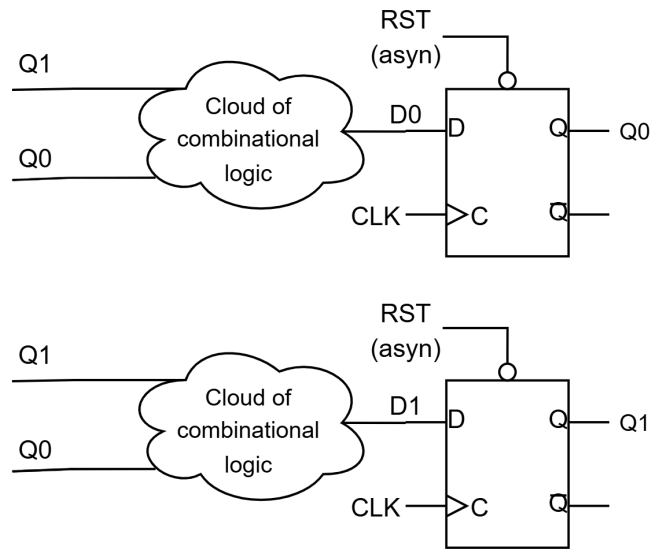 RST
(asyn)
Q1
Cloud of
combinational
logic
D0
D
Q
Q0
Q0
CLK
C
Q̅
RST
(asyn)
Q1
Cloud of
combinational
logic
D1
D
Q
Q1
Q0
CLK
C
Q̅